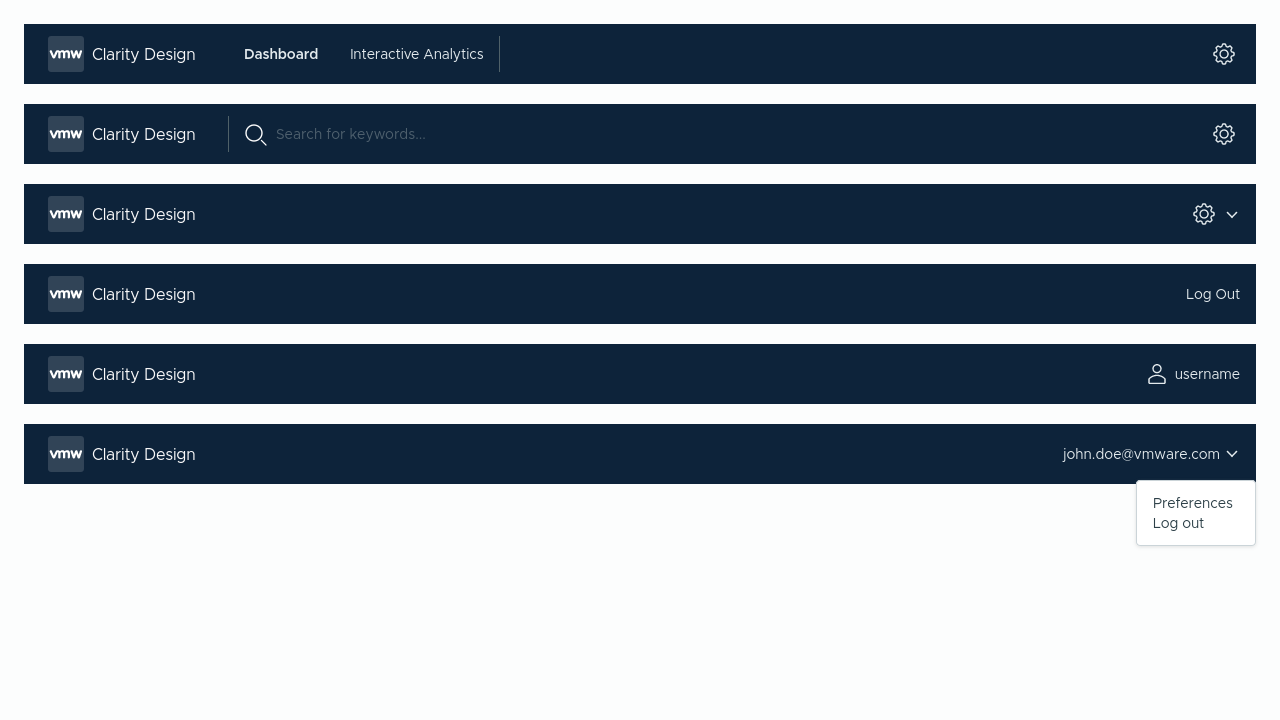 vmw Clarity Design Dashboard Interactive Analytics
vmw Clarity Design Search for keywords...
vmw Clarity Design
vmw Clarity Design Log Out
vmw Clarity Design username
vmw Clarity Design john.doe@vmware.com
Preferences
Log out